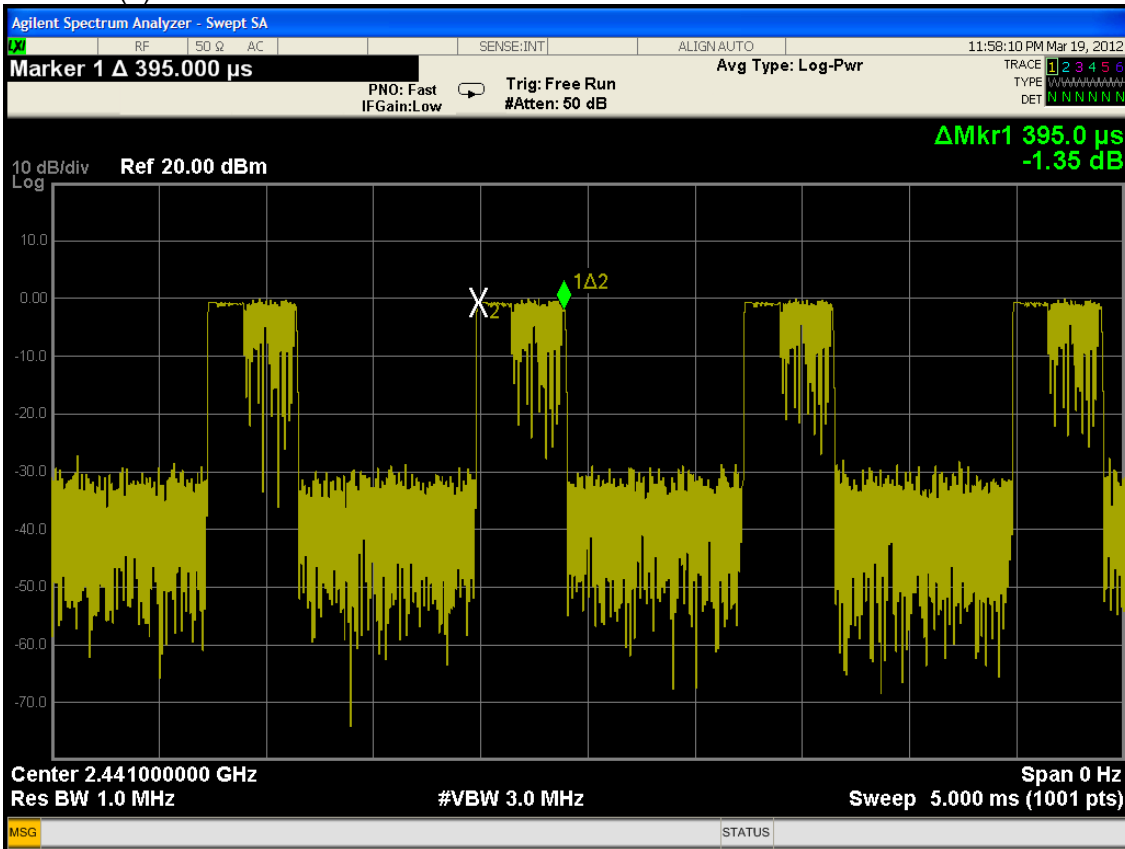 Agilent Spectrum Analyzer - Swept SA
LXI RF 50 Ω AC SENSE:INT ALIGN AUTO 11:58:10 PM Mar 19, 2012
Marker 1 Δ 395.000 µs
PNO: Fast
IFGain:Low
Trig: Free Run
#Atten: 50 dB
Avg Type: Log-Pwr
TRACE 1 2 3 4 5 6
TYPE
DET N N N N N N
ΔMkr1 395.0 µs
-1.35 dB
10 dB/div Ref 20.00 dBm
Log
10.0
0.00
1Δ2
X2
-10.0
-20.0
-30.0
-40.0
-50.0
-60.0
-70.0
Center 2.441000000 GHz Span 0 Hz
Res BW 1.0 MHz #VBW 3.0 MHz Sweep 5.000 ms (1001 pts)
MSG STATUS